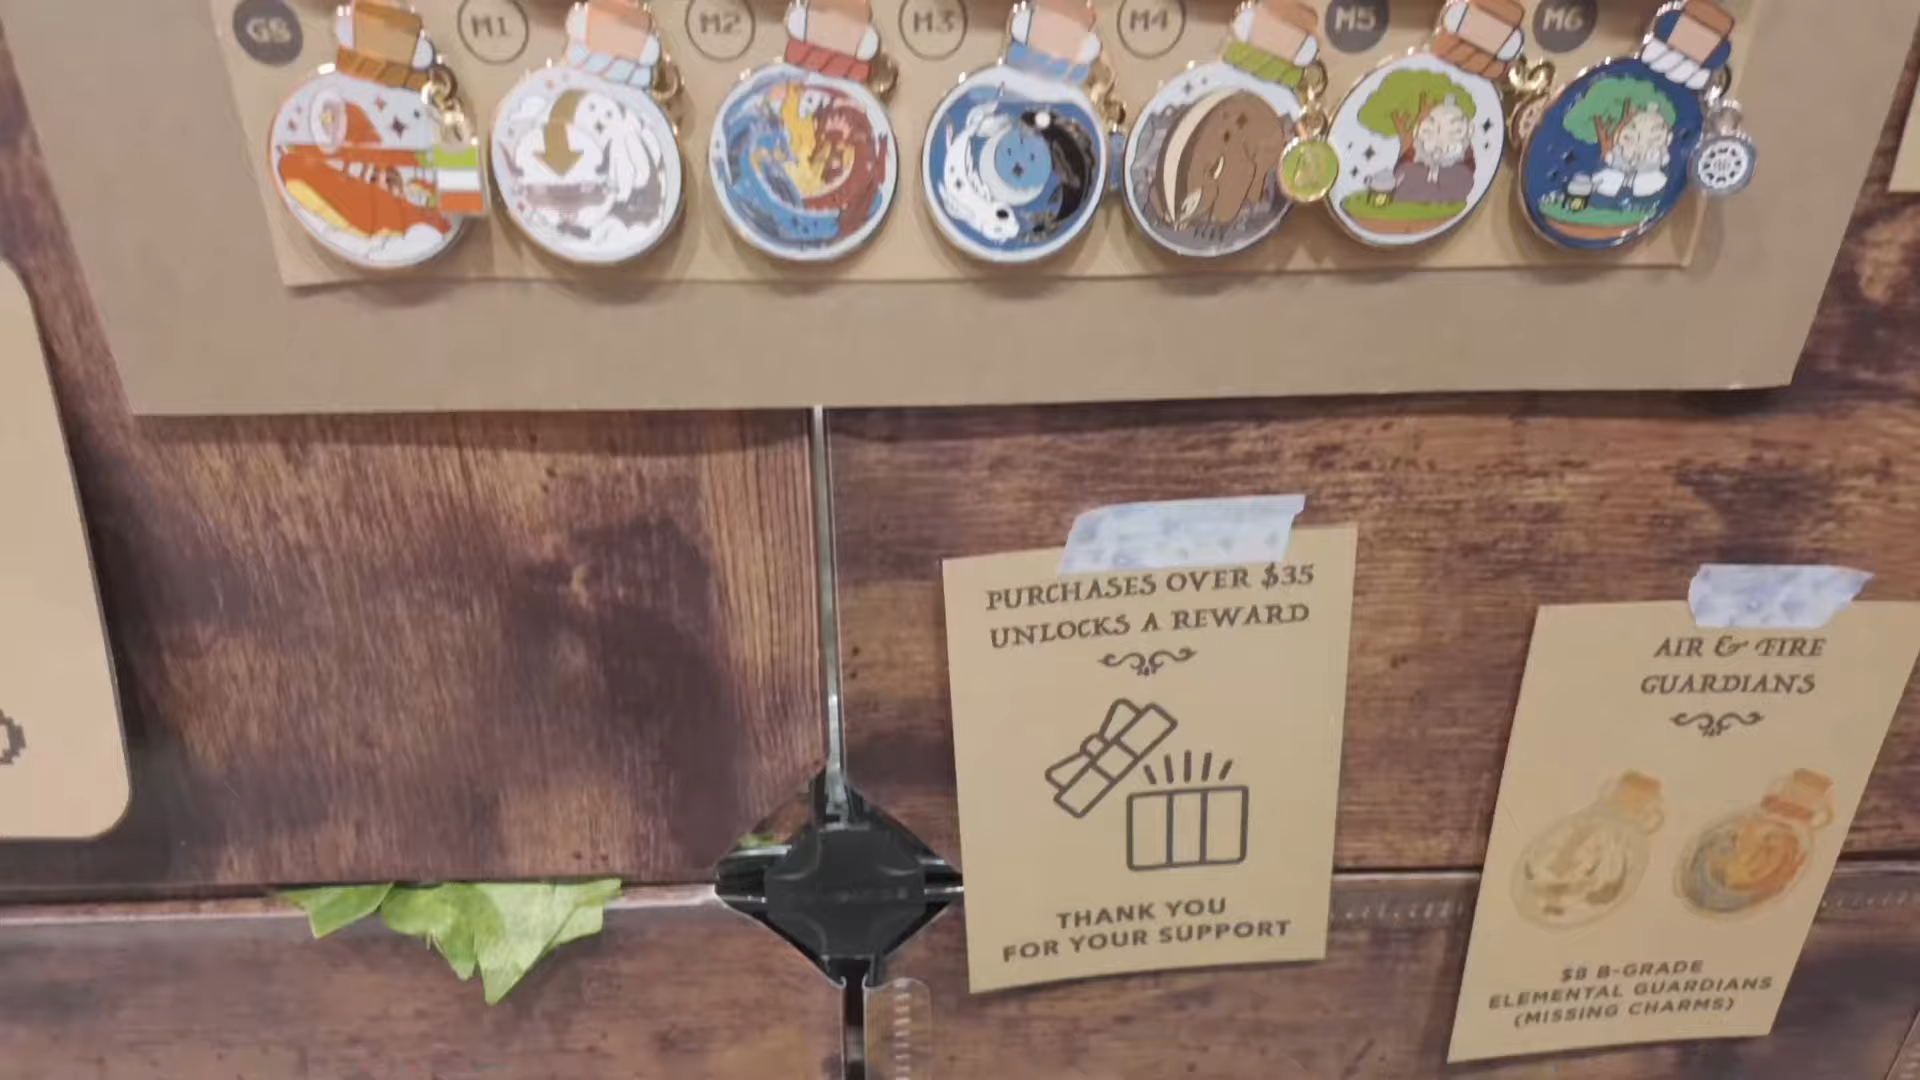 GS
M1
M2
M3
M4
M5
M6
PURCHASES OVER $35
UNLOCKS A REWARD
THANK YOU
FOR YOUR SUPPORT
AIR & FIRE
GUARDIANS
$8 B-GRADE
ELEMENTAL GUARDIANS
(MISSING CHARMS)